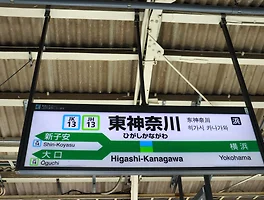 JK
13
JH
13
東神奈川
ひがしかながわ
Higashi-Kanagawa
东神奈川
히가시카나가와
浜
新子安
Shin-Koyasu
大口
Oguchi
横浜
Yokohama